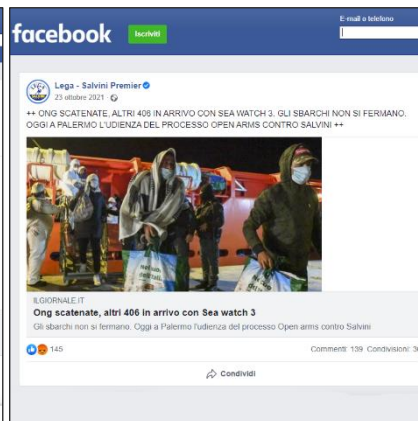 facebook
Iscriviti
E-mail o telefono
Lega - Salvini Premier
23 ottobre 2021 ·
++ ONG SCATENATE, ALTRI 406 IN ARRIVO CON SEA WATCH 3. GLI SBARCHI NON SI FERMANO.
OGGI A PALERMO L'UDIENZA DEL PROCESSO OPEN ARMS CONTRO SALVINI ++
ILGIORNALE.IT
Ong scatenate, altri 406 in arrivo con Sea watch 3
Gli sbarchi non si fermano. Oggi a Palermo l'udienza del processo Open arms contro Salvini
145
Commenti: 139 Condivisioni:
Condividi